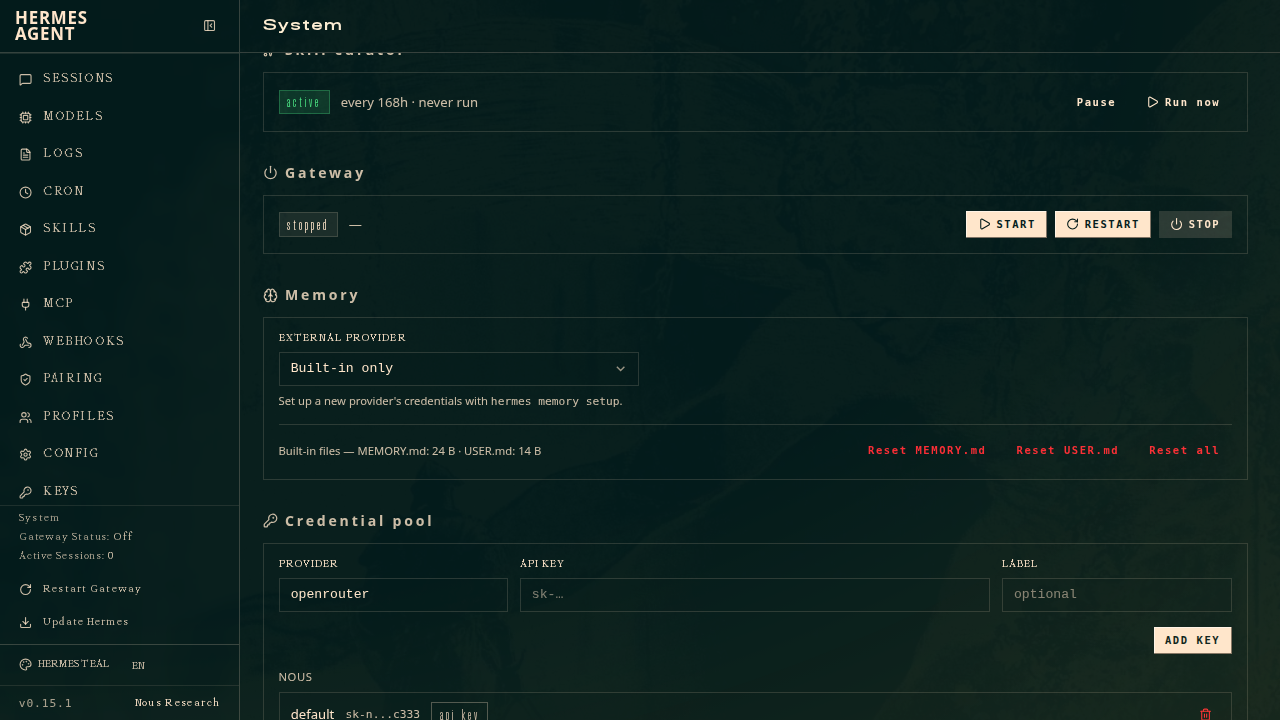 HERMES
AGENT
System
SESSIONS
MODELS
LOGS
CRON
SKILLS
PLUGINS
MCP
WEBHOOKS
PAIRING
PROFILES
CONFIG
KEYS
System
Gateway Status: Off
Active Sessions: 0
Restart Gateway
Update Hermes
HERMES TEAL EN
v0.15.1 Nous Research
Skill curator
active every 168h · never run Pause Run now
Gateway
stopped — START RESTART STOP
Memory
EXTERNAL PROVIDER
Built-in only
Set up a new provider's credentials with hermes memory setup.
Built-in files — MEMORY.md: 24 B · USER.md: 14 B Reset MEMORY.md Reset USER.md Reset all
Credential pool
PROVIDER API KEY LABEL
openrouter sk-… optional
ADD KEY
NOUS
default sk-n...c333 api key